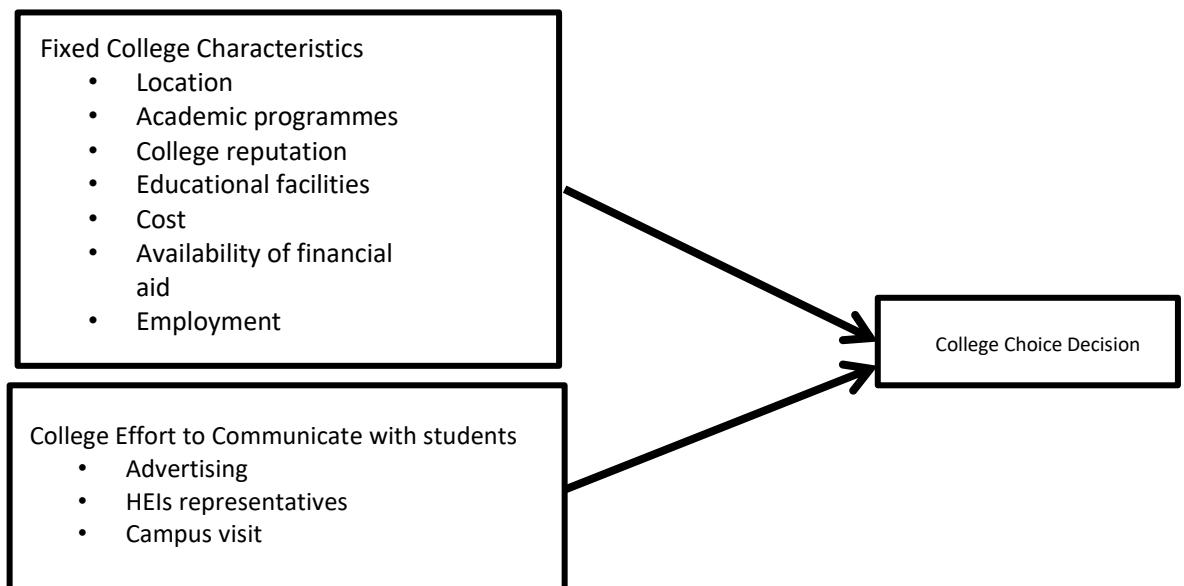 Fixed College Characteristics
• Location
• Academic programmes
• College reputation
• Educational facilities
• Cost
• Availability of financial
aid
• Employment
College Effort to Communicate with students
• Advertising
• HEIs representatives
• Campus visit
College Choice Decision